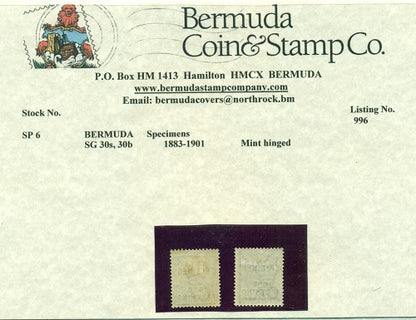 Bermuda
Coin & Stamp Co.
P.O. Box HM 1413 Hamilton HMCX BERMUDA
www.bermudastampcompany.com
Email: bermudacovers@northrock.bm
Stock No.
Listing No.
996
SP 6 BERMUDA Specimens
SG 30s, 30b 1883-1901 Mint hinged